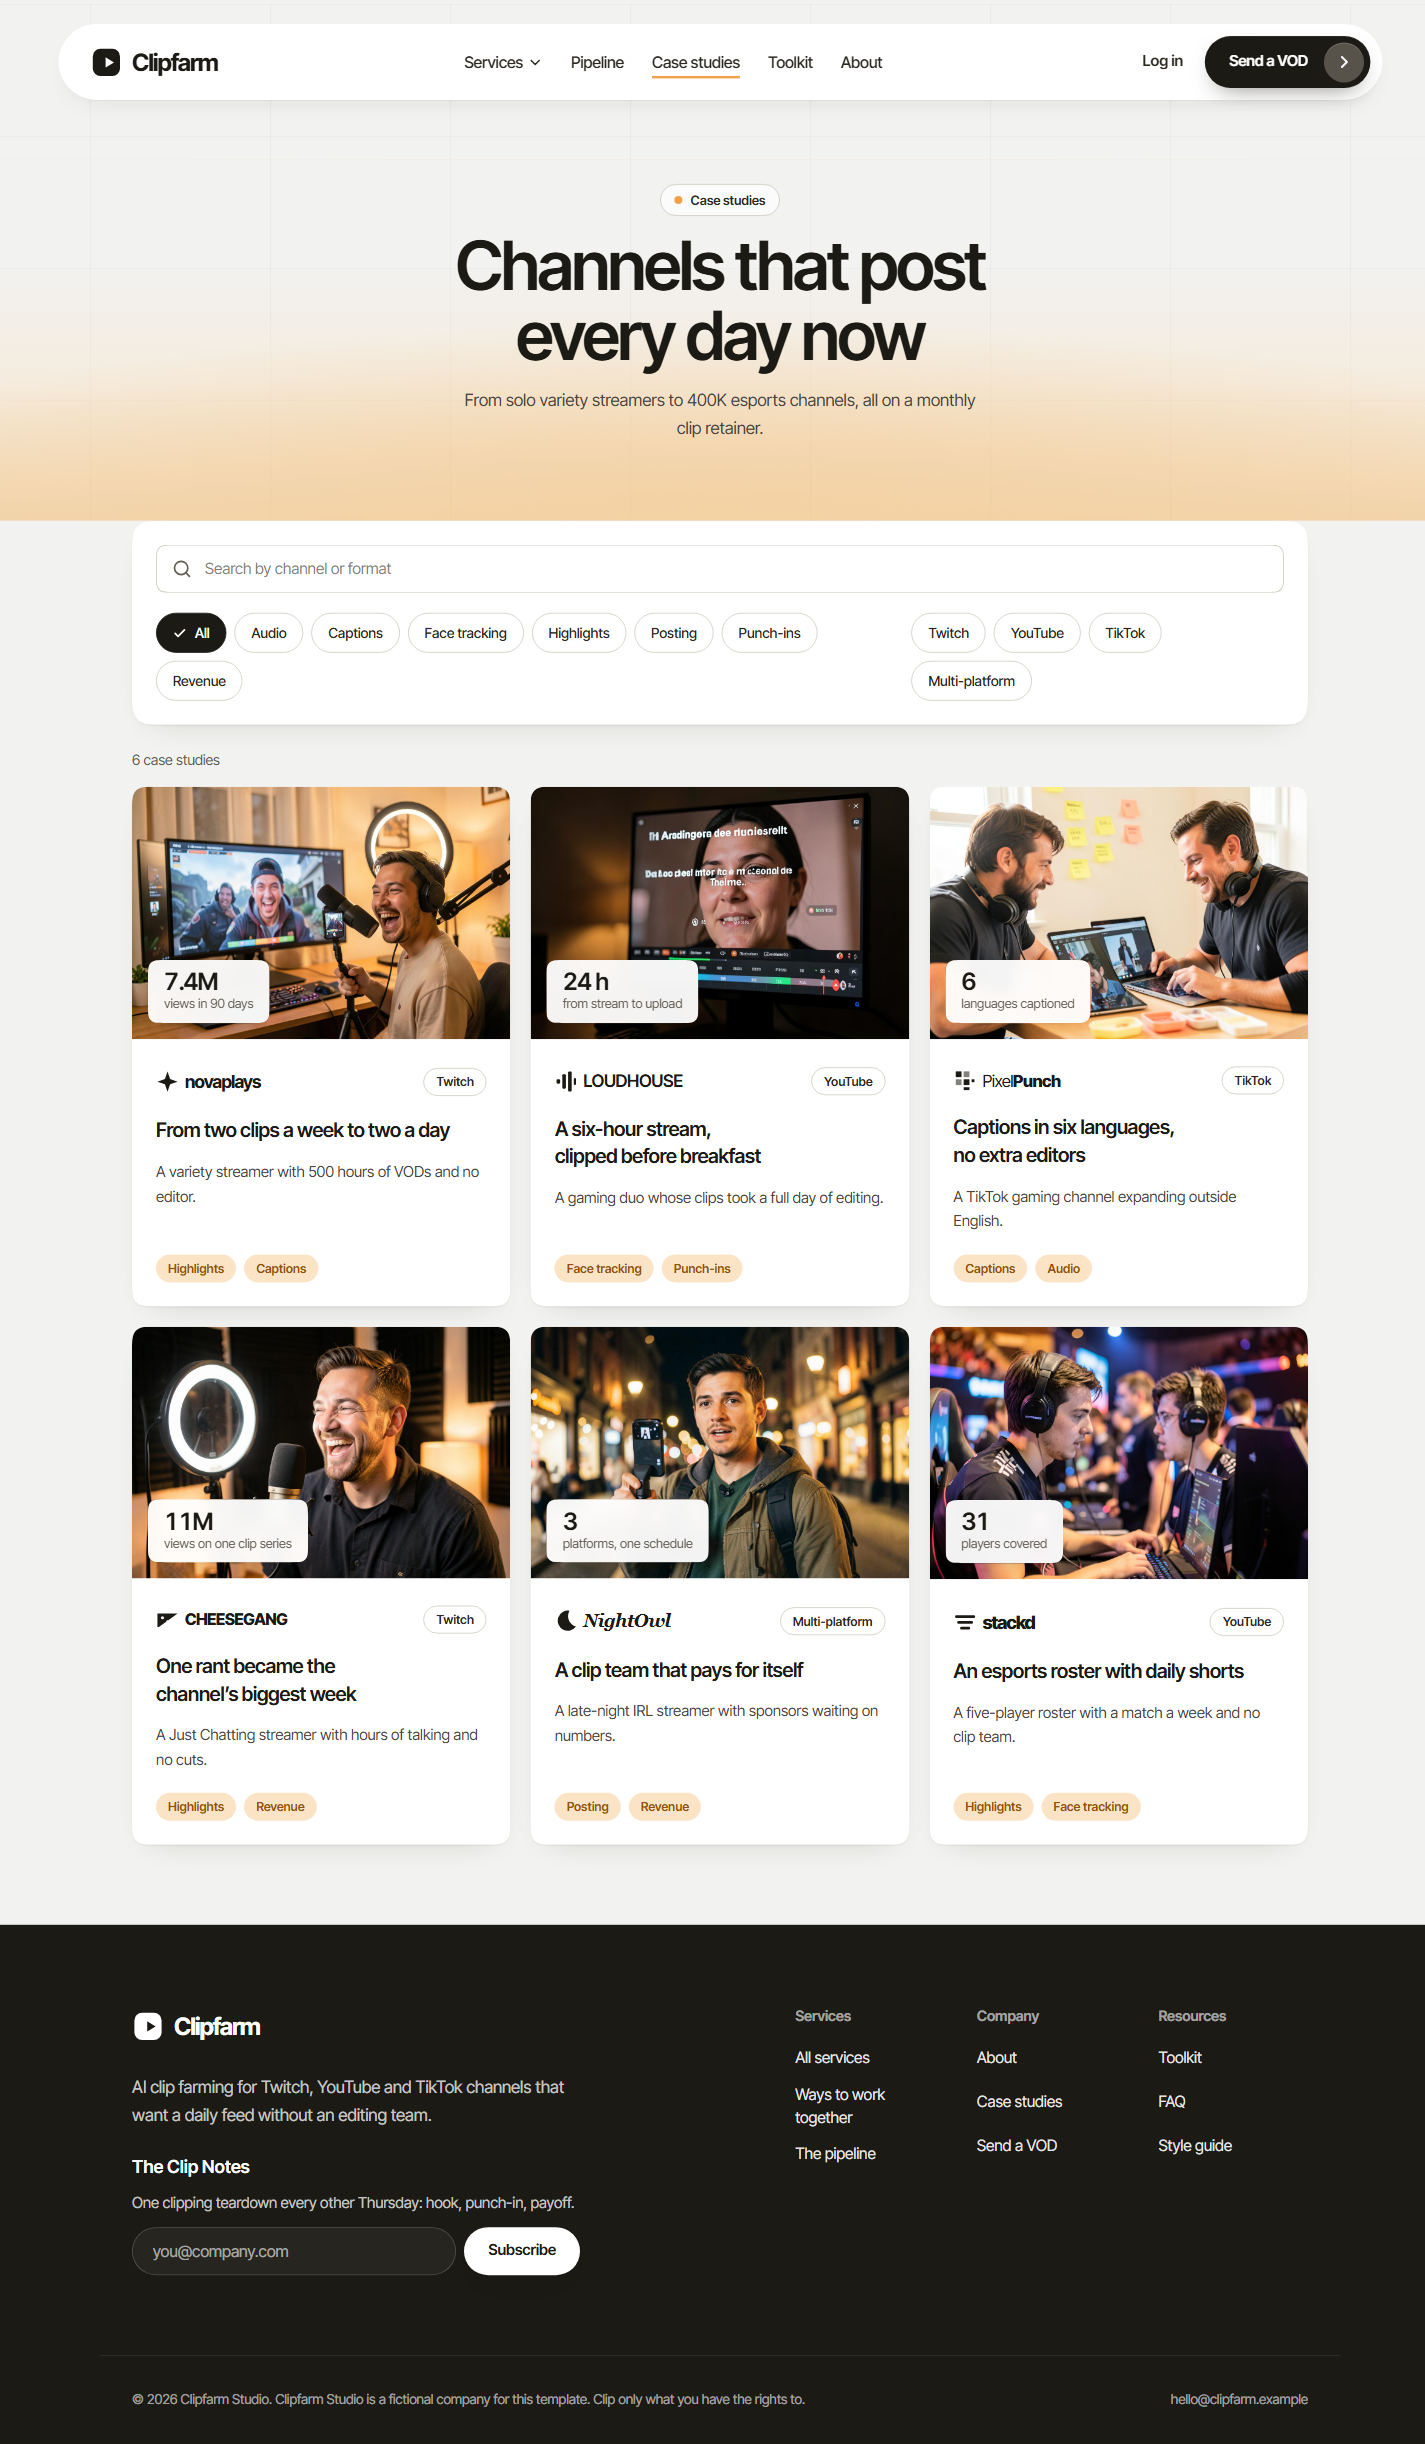 Clipfarm
Services
Pipeline
Case studies
Toolkit
About
Log in
Send a VOD
Case studies
Channels that post
every day now
From solo variety streamers to 400K esports channels, all on a monthly
clip retainer.
Search by channel or format
All
Audio
Captions
Face tracking
Highlights
Posting
Punch-ins
Revenue
Twitch
YouTube
TikTok
Multi-platform
6 case studies
7.4M
views in 90 days
novaplays
Twitch
From two clips a week to two a day
A variety streamer with 500 hours of VODs and no
editor.
Highlights
Captions
24 h
from stream to upload
LOUDHOUSE
YouTube
A six-hour stream,
clipped before breakfast
A gaming duo whose clips took a full day of editing.
Face tracking
Punch-ins
6
languages captioned
PixelPunch
TikTok
Captions in six languages,
no extra editors
A TikTok gaming channel expanding outside
English.
Captions
Audio
11M
views on one clip series
CHEESEGANG
Twitch
One rant became the
channel’s biggest week
A Just Chatting streamer with hours of talking and
no cuts.
Highlights
Revenue
3
platforms, one schedule
NightOwl
Multi-platform
A clip team that pays for itself
A late-night IRL streamer with sponsors waiting on
numbers.
Posting
Revenue
31
players covered
stackd
YouTube
An esports roster with daily shorts
A five-player roster with a match a week and no
clip team.
Highlights
Face tracking
Clipfarm
AI clip farming for Twitch, YouTube and TikTok channels that
want a daily feed without an editing team.
The Clip Notes
One clipping teardown every other Thursday: hook, punch-in, payoff.
you@company.com
Subscribe
Services
All services
Ways to work
together
The pipeline
Company
About
Case studies
Send a VOD
Resources
Toolkit
FAQ
Style guide
© 2026 Clipfarm Studio. Clipfarm Studio is a fictional company for this template. Clip only what you have the rights to.
hello@clipfarm.example